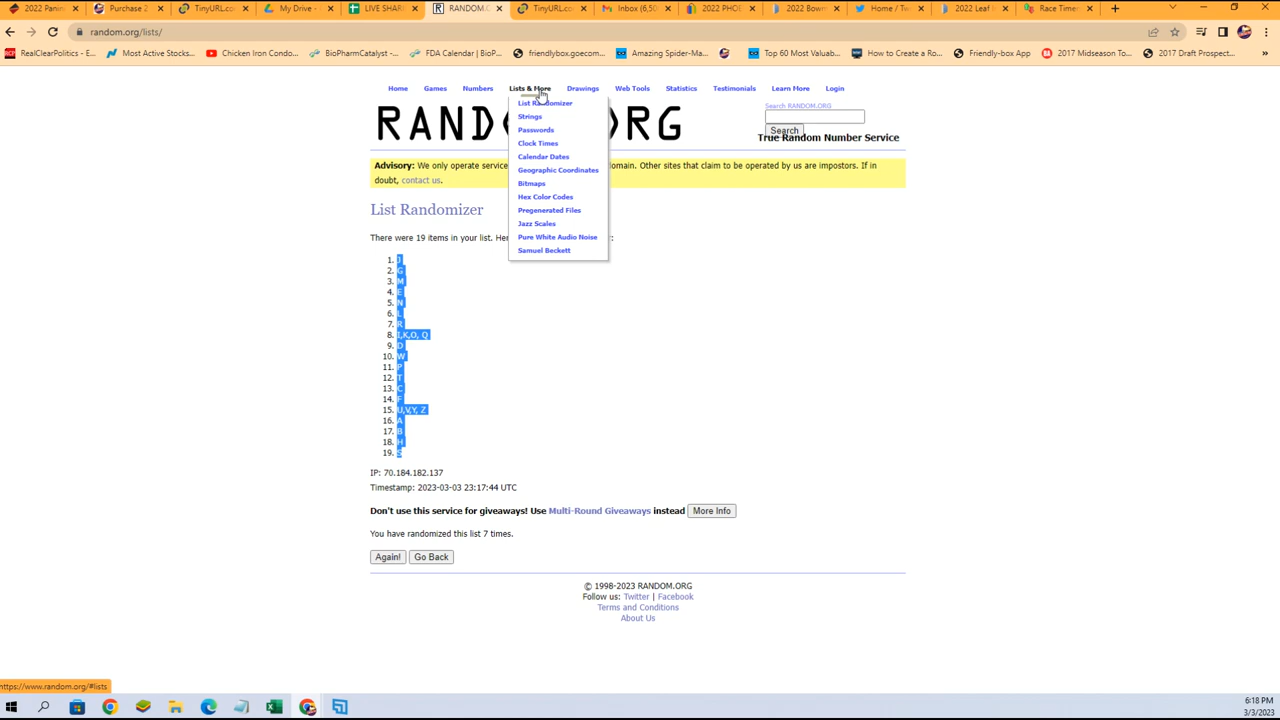 2022 Panini
Purchase 2
TinyURL.co
My Drive -
LIVE SHAR
RANDOM.O
TinyURL.co
Inbox (6,50
2022 PHOE
2022 Bowm
Home / Tw
2022 Leaf
Race Timer
random.org/lists/
RealClearPolitics - E...
Most Active Stocks...
Chicken Iron Condo...
BioPharmCatalyst -...
FDA Calendar | BioP...
friendlybox.goecom...
Amazing Spider-Ma...
Top 60 Most Valuab...
How to Create a Ro...
Friendly-box App
2017 Midseason To...
2017 Draft Prospect...
»
Home
Games
Numbers
Lists & More
Drawings
Web Tools
Statistics
Testimonials
Learn More
Login
List Randomizer
Strings
Passwords
Clock Times
Calendar Dates
Geographic Coordinates
Bitmaps
Hex Color Codes
Pregenerated Files
Jazz Scales
Pure White Audio Noise
Samuel Beckett
Search RANDOM.ORG
Search
True Random Number Service
Advisory: We only operate service
omain. Other sites that claim to be operated by us are impostors. If in
doubt, contact us.
List Randomizer
There were 19 items in your list. Her
r:
1. J
2. G
3. M
4. E
5. N
6. L
7. R
8. I,K,O, Q
9. D
10. W
11. P
12. T
13. C
14. F
15. U,V,Y, Z
16. A
17. B
18. H
19. S
IP: 70.184.182.137
Timestamp: 2023-03-03 23:17:44 UTC
Don't use this service for giveaways! Use Multi-Round Giveaways instead
More Info
You have randomized this list 7 times.
Again!
Go Back
© 1998-2023 RANDOM.ORG
Follow us: Twitter | Facebook
Terms and Conditions
About Us
https://www.random.org/#lists
6:18 PM
3/3/2023